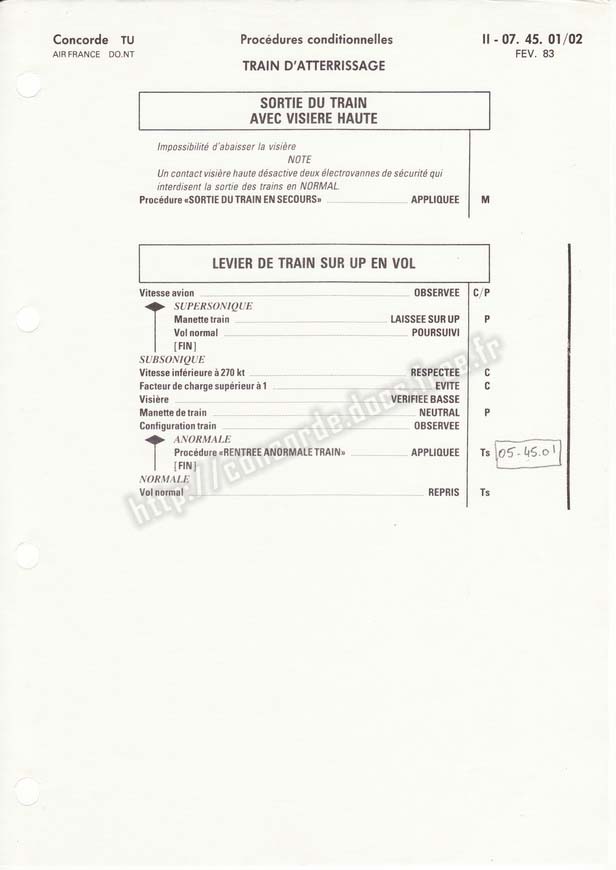 Concorde TU Procédures conditionnelles II - 07. 45. 01/02
AIR FRANCE DO.NT TRAIN D'ATTERRISSAGE FEV. 83
SORTIE DU TRAIN
AVEC VISIERE HAUTE
Impossibilité d'abaisser la visière
NOTE
Un contact visière haute désactive deux électrovannes de sécurité qui
interdisent la sortie des trains en NORMAL.
Procédure «SORTIE DU TRAIN EN SECOURS» APPLIQUEE M
LEVIER DE TRAIN SUR UP EN VOL
Vitesse avion OBSERVEE C/P
SUPERSONIQUE
Manette train LAISSEE SUR UP P
Vol normal POURSUIVI
[FIN]
SUBSONIQUE
Vitesse inférieure à 270 kt RESPECTEE C
Facteur de charge supérieur à 1 EVITE C
Visière VERIFIEE BASSE
Manette de train NEUTRAL P
Configuration train OBSERVEE
ANORMALE
Procédure «RENTREE ANORMALE TRAIN» APPLIQUEE Ts 05-45.01
[FIN]
NORMALE
Vol normal REPRIS Ts
http://concorde.docs.free.fr